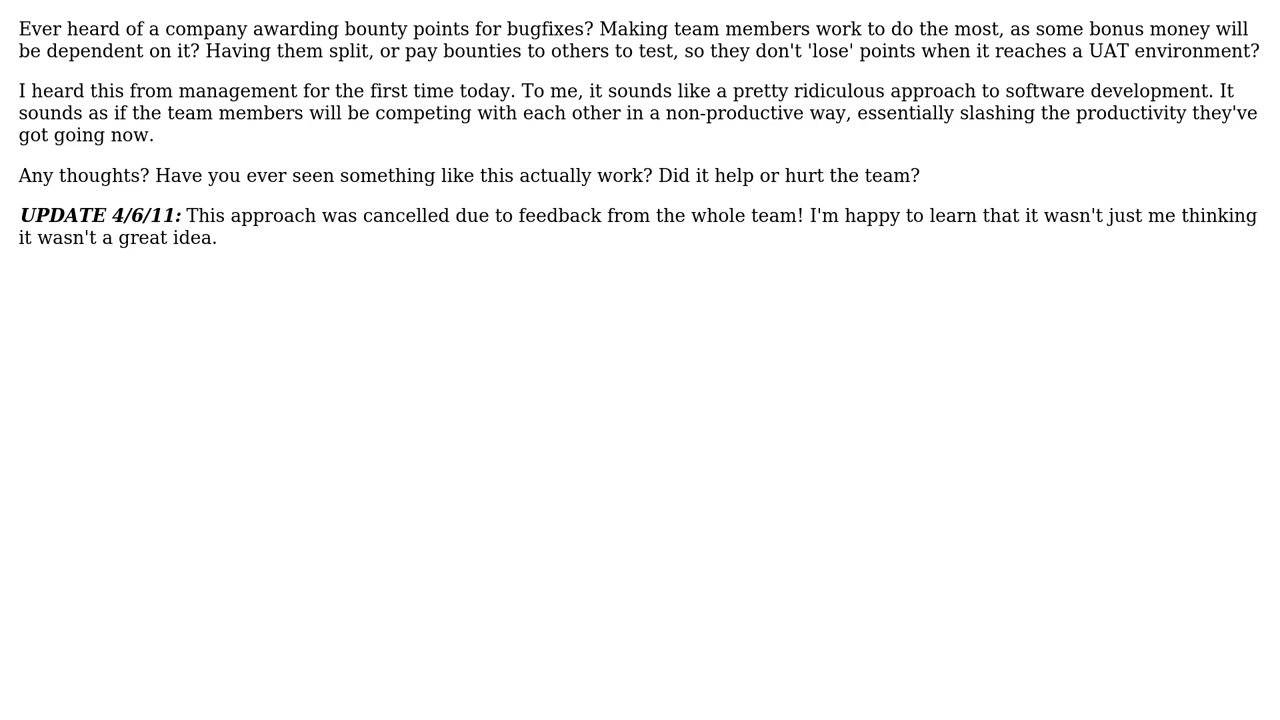 Ever heard of a company awarding bounty points for bugfixes? Making team members work to do the most, as some bonus money will
be dependent on it? Having them split, or pay bounties to others to test, so they don't 'lose' points when it reaches a UAT environment?
I heard this from management for the first time today. To me, it sounds like a pretty ridiculous approach to software development. It
sounds as if the team members will be competing with each other in a non-productive way, essentially slashing the productivity they've
got going now.
Any thoughts? Have you ever seen something like this actually work? Did it help or hurt the team?
UPDATE 4/6/11: This approach was cancelled due to feedback from the whole team! I'm happy to learn that it wasn't just me thinking
it wasn't a great idea.